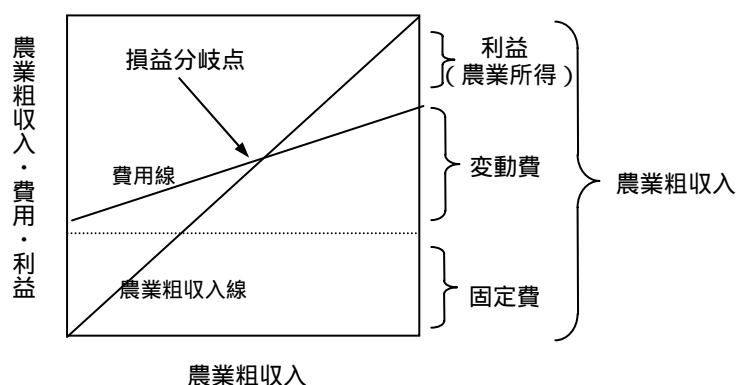 農業粗収入・費用・利益
損益分岐点
費用線
農業粗収入線
利益
(農業所得)
変動費
固定費
農業粗収入
農業粗収入